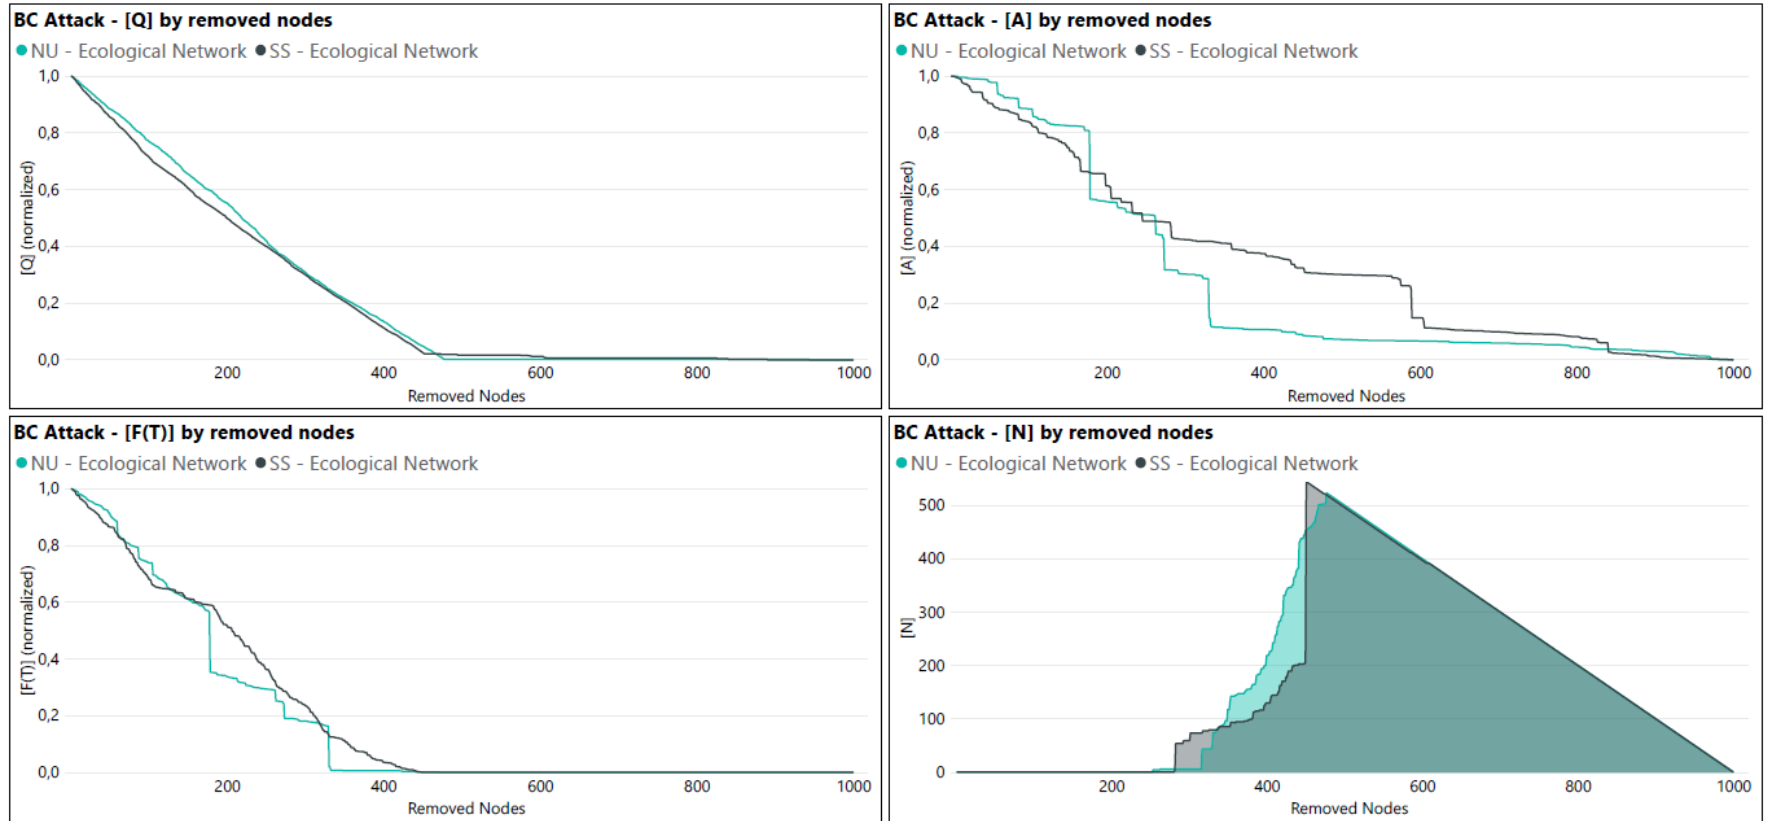 BC Attack - [Q] by removed nodes
NU - Ecological Network SS - Ecological Network
1,0
0,8
0,6
0,4
0,2
0,0
[Q] (normalized)
200 400 600 800 1000
Removed Nodes
BC Attack - [A] by removed nodes
NU - Ecological Network SS - Ecological Network
1,0
0,8
0,6
0,4
0,2
0,0
[A] (normalized)
200 400 600 800 1000
Removed Nodes
BC Attack - [F(T)] by removed nodes
NU - Ecological Network SS - Ecological Network
1,0
0,8
0,6
0,4
0,2
0,0
[F(T)] (normalized)
200 400 600 800 1000
Removed Nodes
BC Attack - [N] by removed nodes
NU - Ecological Network SS - Ecological Network
500
400
300
200
100
0
[N]
200 400 600 800 1000
Removed Nodes